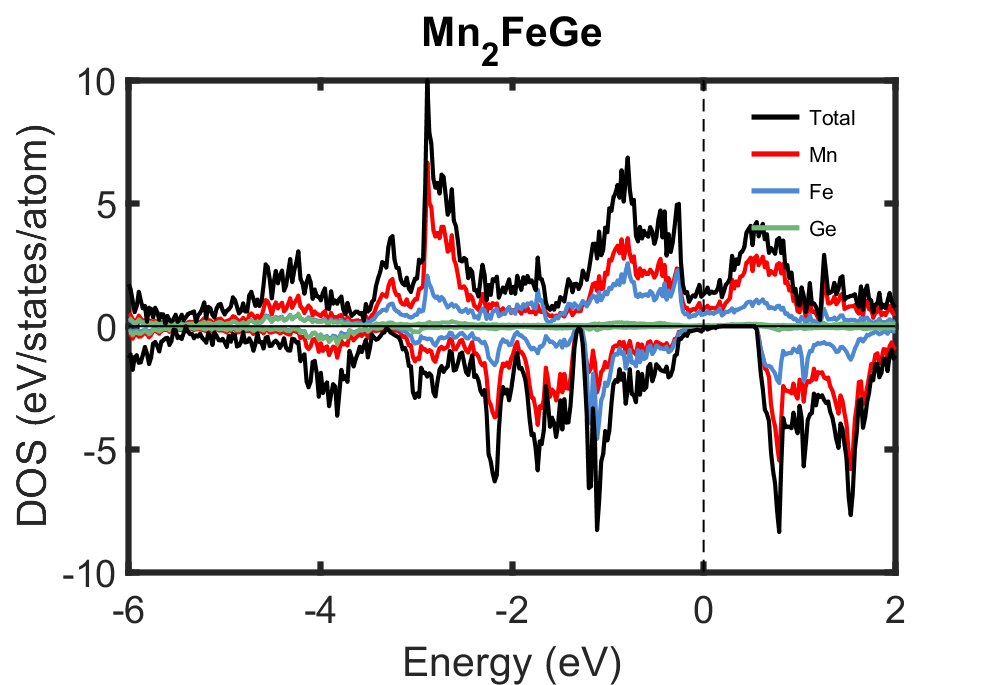 Mn₂FeGe
10
5
0
-5
-10
DOS (eV/states/atom)
Total
Mn
Fe
Ge
-6 -4 -2 0 2
Energy (eV)